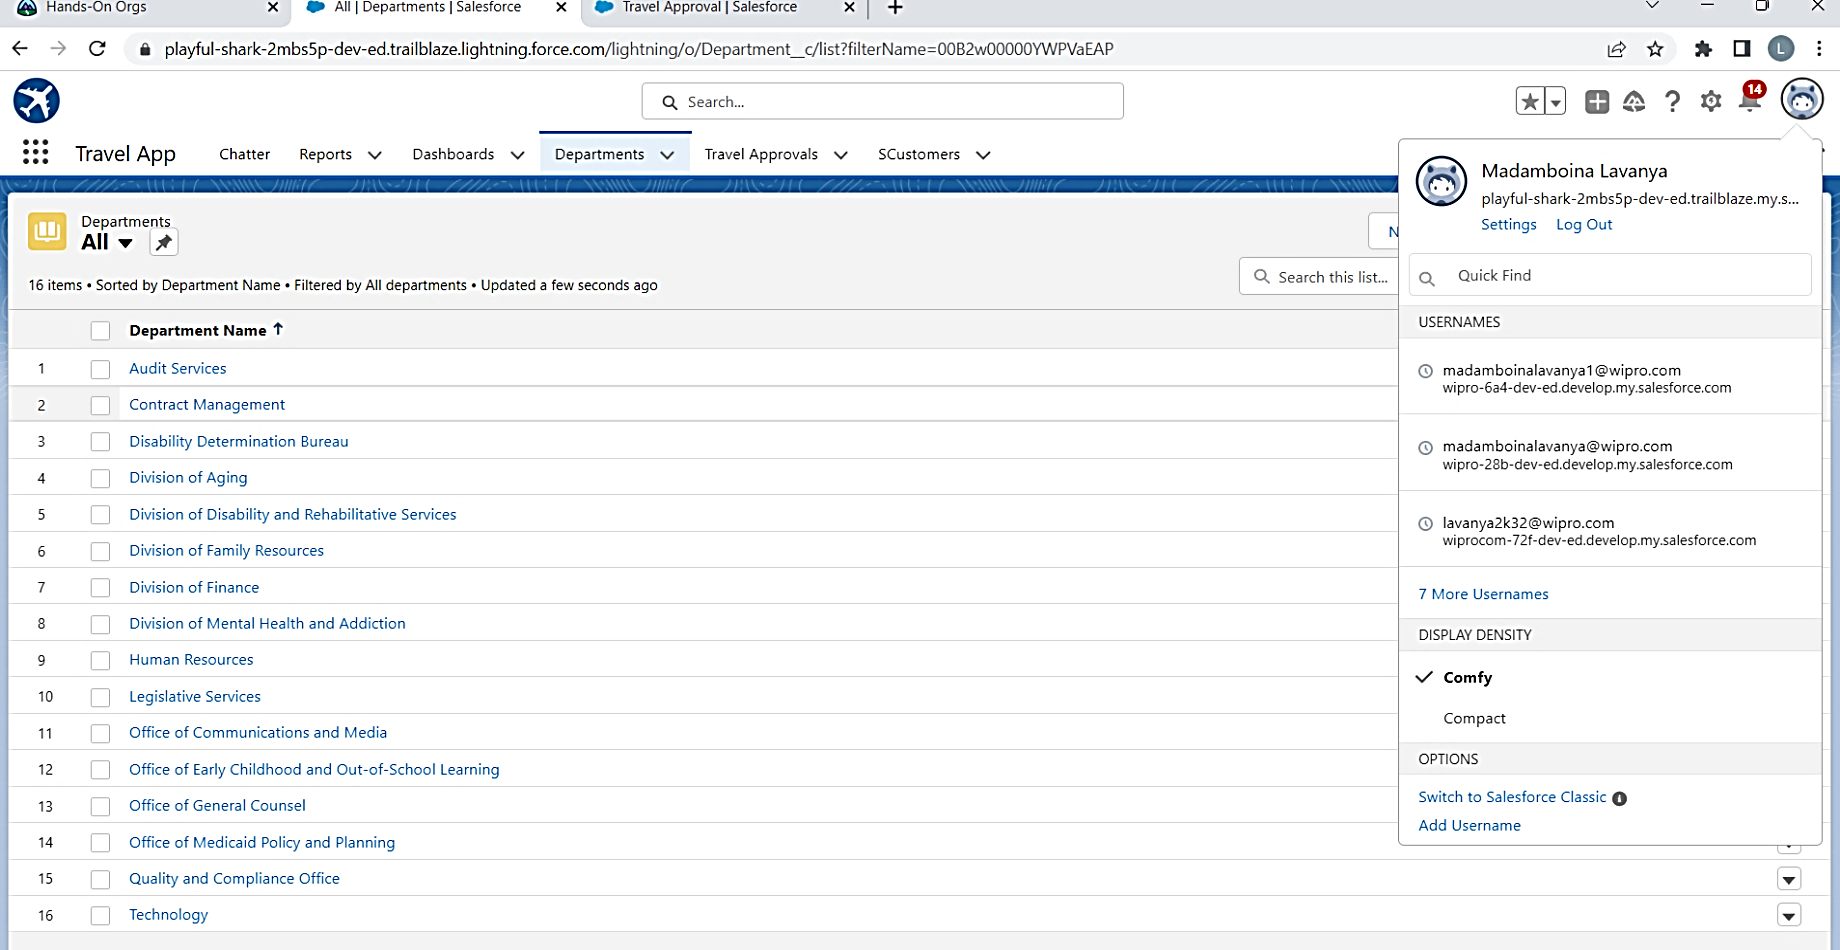 Hands-On Orgs
All | Departments | Salesforce
Travel Approval | Salesforce
playful-shark-2mbs5p-dev-ed.trailblaze.lightning.force.com/lightning/o/Department__c/list?filterName=00B2w00000YWPVaEAP
L
Search...
14
Travel App
Chatter
Reports
Dashboards
Departments
Travel Approvals
SCustomers
Departments
All
16 items • Sorted by Department Name • Filtered by All departments • Updated a few seconds ago
Search this list...
Department Name
1 Audit Services
2 Contract Management
3 Disability Determination Bureau
4 Division of Aging
5 Division of Disability and Rehabilitative Services
6 Division of Family Resources
7 Division of Finance
8 Division of Mental Health and Addiction
9 Human Resources
10 Legislative Services
11 Office of Communications and Media
12 Office of Early Childhood and Out-of-School Learning
13 Office of General Counsel
14 Office of Medicaid Policy and Planning
15 Quality and Compliance Office
16 Technology
Madamboina Lavanya
playful-shark-2mbs5p-dev-ed.trailblaze.my.s...
Settings Log Out
Quick Find
USERNAMES
madamboinalavanya1@wipro.com
wipro-6a4-dev-ed.develop.my.salesforce.com
madamboinalavanya@wipro.com
wipro-28b-dev-ed.develop.my.salesforce.com
lavanya2k32@wipro.com
wiprocom-72f-dev-ed.develop.my.salesforce.com
7 More Usernames
DISPLAY DENSITY
Comfy
Compact
OPTIONS
Switch to Salesforce Classic
Add Username